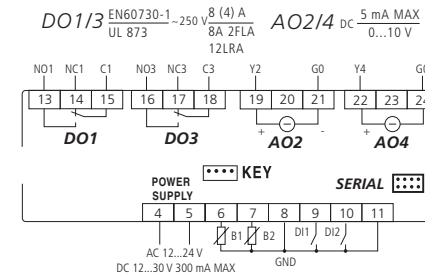 DO1/3 EN60730-1 ~250 V 8 (4) A
UL 873 8A 2FLA
12LRA
AO2/4 DC 5 mA MAX
0...10 V
NO1 NC1 C1 NO3 NC3 C3 Y2 G0 Y4 G0
13 14 15 16 17 18 19 20 21 22 23 24
+ - +
DO1 DO3 AO2 AO4
KEY
POWER SUPPLY SERIAL
4 5 6 7 8 9 10 11
B1 B2 DI1 DI2
AC 12...24 V GND
DC 12...30 V 300 mA MAX